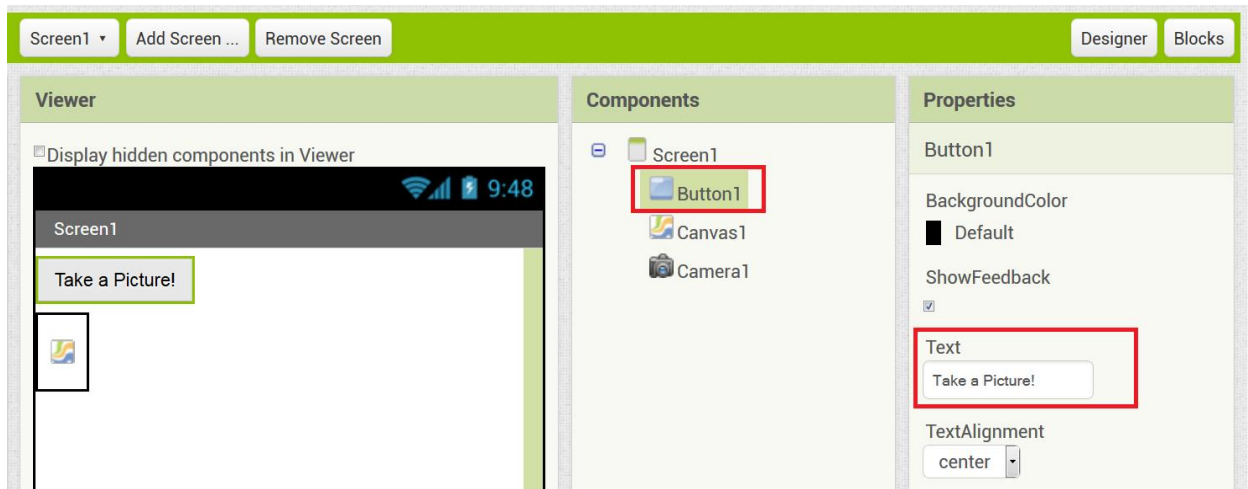 Screen1 Add Screen ... Remove Screen Designer Blocks
Viewer
Display hidden components in Viewer
9:48
Screen1
Take a Picture!
Components
Screen1
Button1
Canvas1
Camera1
Properties
Button1
BackgroundColor
Default
ShowFeedback
Text
Take a Picture!
TextAlignment
center